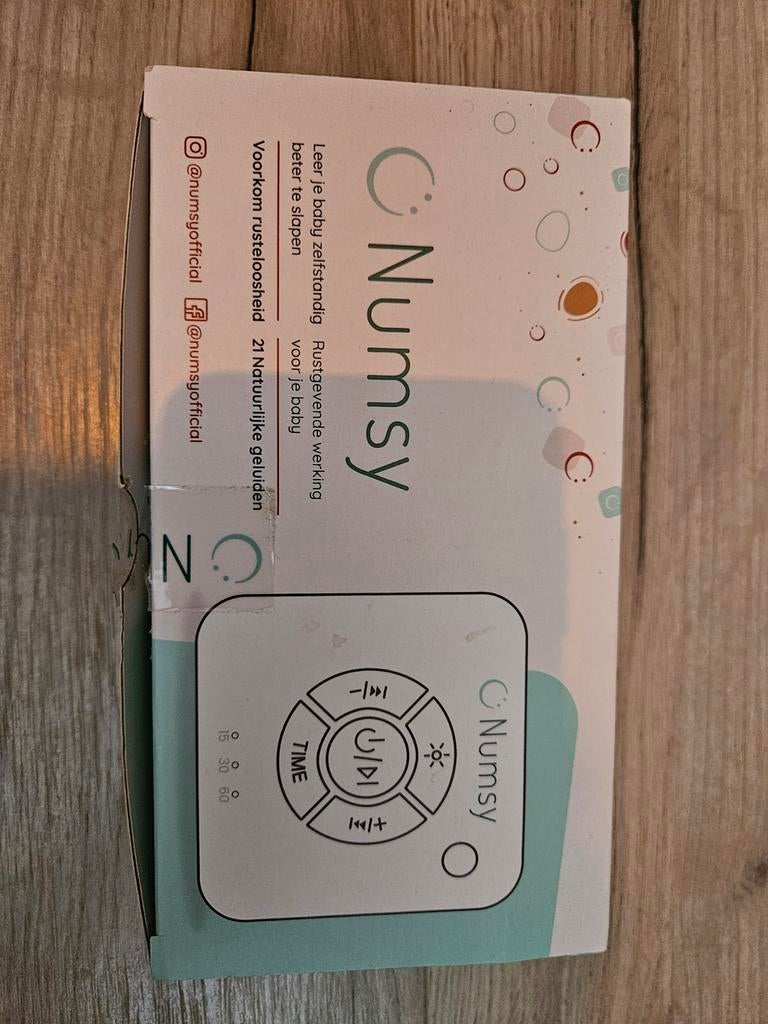 Numsy
Leer je baby zelfstandig
beter te slapen
Voorkom rusteloosheid
Rustgevende werking
voor je baby
21 Natuurlijke geluiden
@numsyofficial @numsyofficial
N
Numsy
TIME
15 30 60